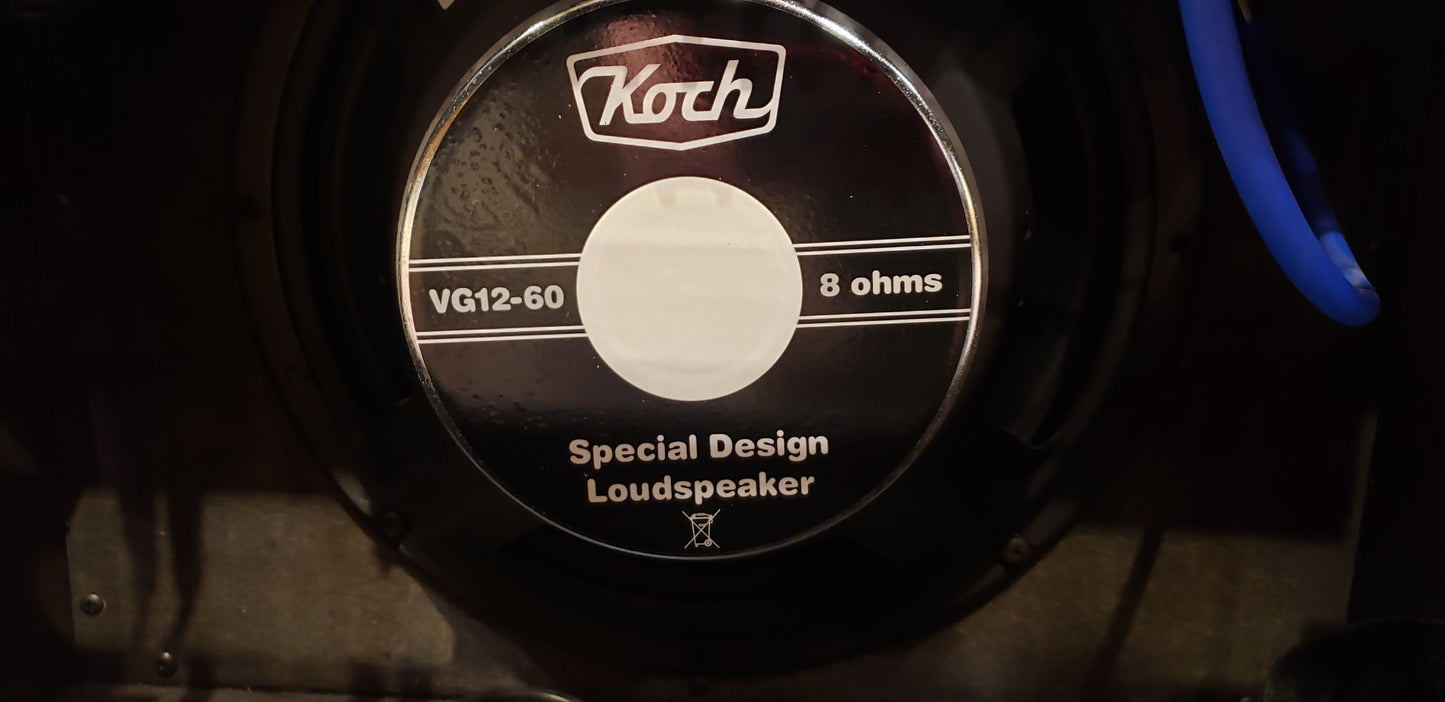 Koch
VG12-60
8 ohms
Special Design
Loudspeaker